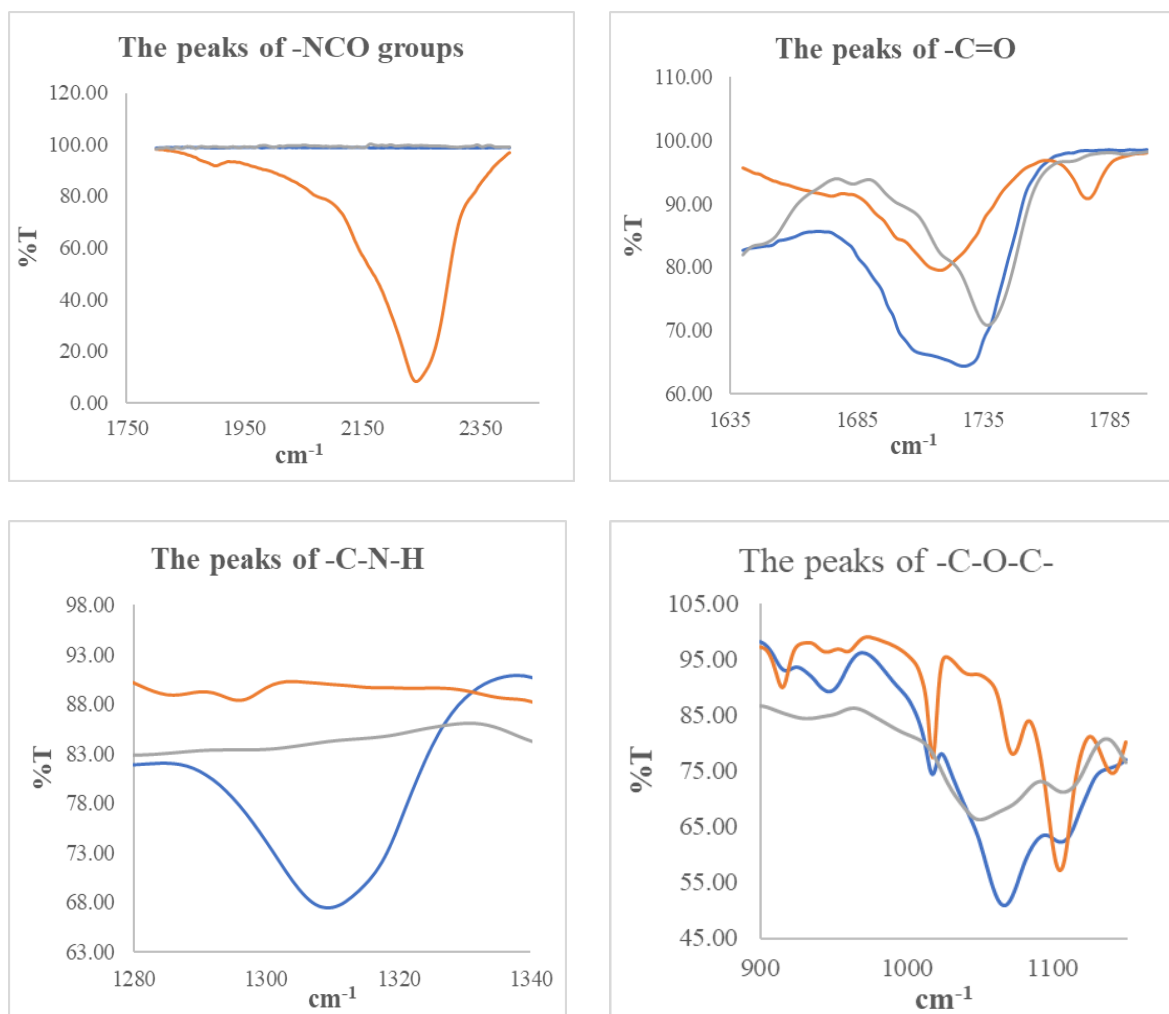 The peaks of -NCO groups
120.00
100.00
80.00
60.00
40.00
20.00
0.00
%T
1750 1950 2150 2350
cm-1
The peaks of -C=O
110.00
100.00
90.00
80.00
70.00
60.00
%T
1635 1685 1735 1785
cm-1
The peaks of -C-N-H
98.00
93.00
88.00
83.00
78.00
73.00
68.00
63.00
%T
1280 1300 1320 1340
cm-1
The peaks of -C-O-C-
105.00
95.00
85.00
75.00
65.00
55.00
45.00
%T
900 1000 1100
cm-1